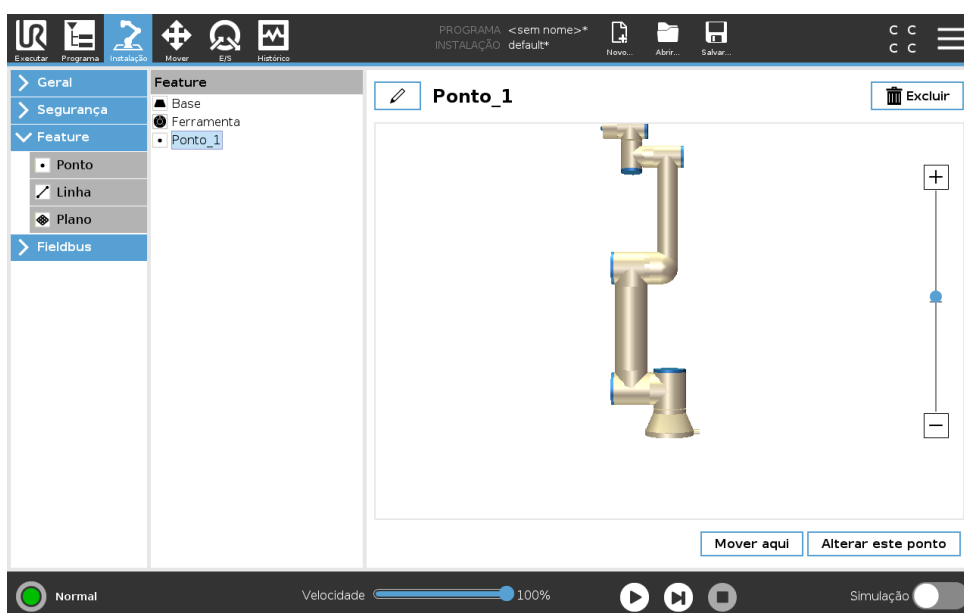 UR
Executar Programa Instalação Mover E/S Histórico
PROGRAMA <sem nome>*
INSTALAÇÃO default*
Novo... Abrir... Salvar...
C C
C C
Geral
Segurança
Feature
Ponto
Linha
Plano
Fieldbus
Feature
Base
Ferramenta
Ponto_1
Ponto_1
Excluir
Mover aqui
Alterar este ponto
Normal
Velocidade 100%
Simulação